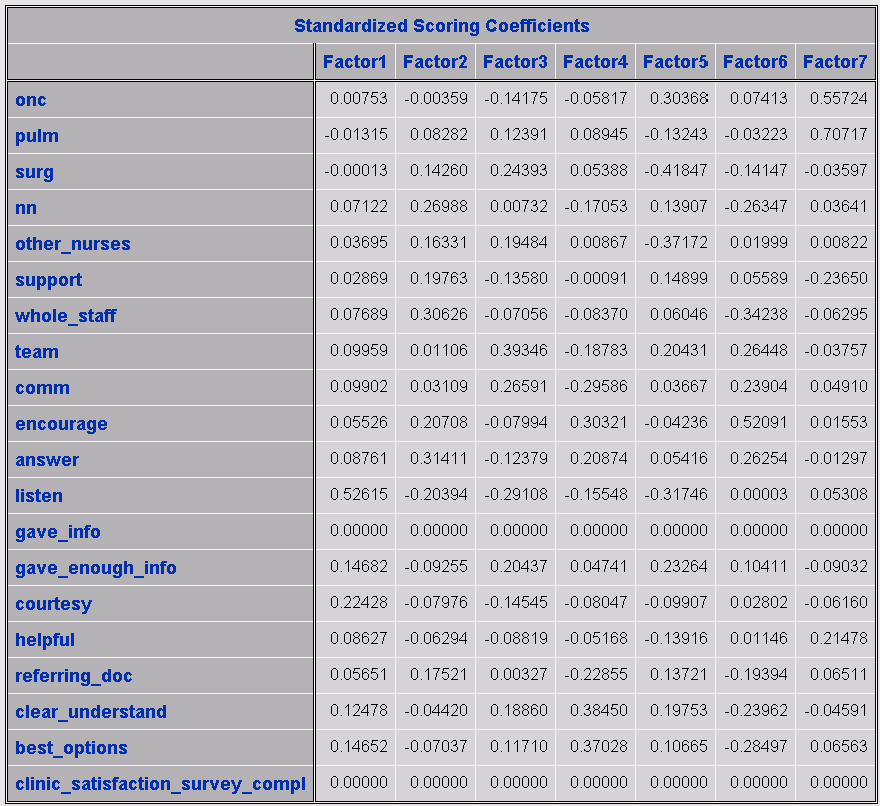 Standardized Scoring Coefficients
Factor1 Factor2 Factor3 Factor4 Factor5 Factor6 Factor7
onc 0.00753 -0.00359 -0.14175 -0.05817 0.30368 0.07413 0.55724
pulm -0.01315 0.08282 0.12391 0.08945 -0.13243 -0.03223 0.70717
surg -0.00013 0.14260 0.24393 0.05388 -0.41847 -0.14147 -0.03597
nn 0.07122 0.26988 0.00732 -0.17053 0.13907 -0.26347 0.03641
other_nurses 0.03695 0.16331 0.19484 0.00867 -0.37172 0.01999 0.00822
support 0.02869 0.19763 -0.13580 -0.00091 0.14899 0.05589 -0.23650
whole_staff 0.07689 0.30626 -0.07056 -0.08370 0.06046 -0.34238 -0.06295
team 0.09959 0.01106 0.39346 -0.18783 0.20431 0.26448 -0.03757
comm 0.09902 0.03109 0.26591 -0.29586 0.03667 0.23904 0.04910
encourage 0.05526 0.20708 -0.07994 0.30321 -0.04236 0.52091 0.01553
answer 0.08761 0.31411 -0.12379 0.20874 0.05416 0.26254 -0.01297
listen 0.52615 -0.20394 -0.29108 -0.15548 -0.31746 0.00003 0.05308
gave_info 0.00000 0.00000 0.00000 0.00000 0.00000 0.00000 0.00000
gave_enough_info 0.14682 -0.09255 0.20437 0.04741 0.23264 0.10411 -0.09032
courtesy 0.22428 -0.07976 -0.14545 -0.08047 -0.09907 0.02802 -0.06160
helpful 0.08627 -0.06294 -0.08819 -0.05168 -0.13916 0.01146 0.21478
referring_doc 0.05651 0.17521 0.00327 -0.22855 0.13721 -0.19394 0.06511
clear_understand 0.12478 -0.04420 0.18860 0.38450 0.19753 -0.23962 -0.04591
best_options 0.14652 -0.07037 0.11710 0.37028 0.10665 -0.28497 0.06563
clinic_satisfaction_survey_compl 0.00000 0.00000 0.00000 0.00000 0.00000 0.00000 0.00000